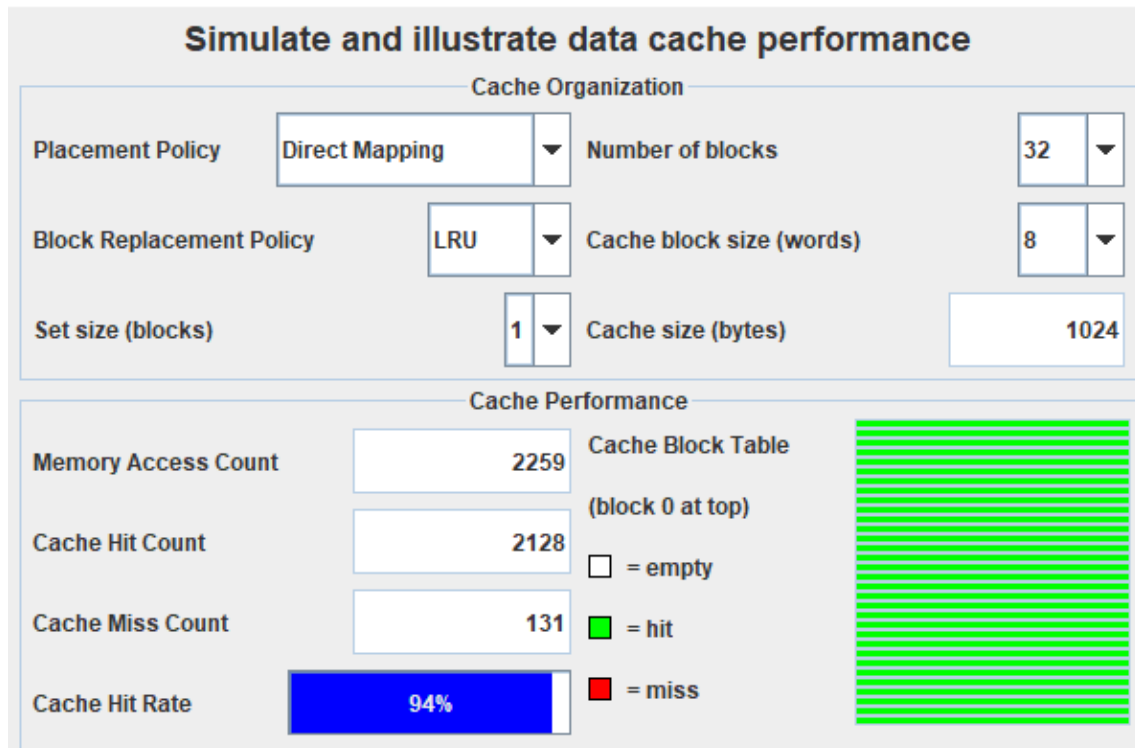 Simulate and illustrate data cache performance
Cache Organization
Placement Policy Direct Mapping Number of blocks 32
Block Replacement Policy LRU Cache block size (words) 8
Set size (blocks) 1 Cache size (bytes) 1024
Cache Performance
Memory Access Count 2259 Cache Block Table
(block 0 at top)
Cache Hit Count 2128
= empty
Cache Miss Count 131 = hit
= miss
Cache Hit Rate 94%